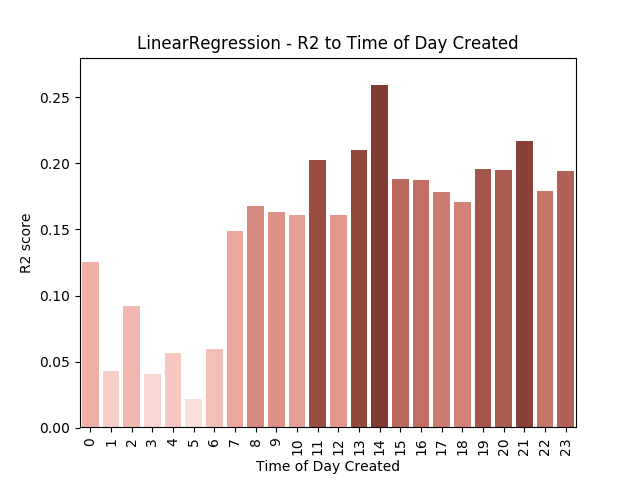 LinearRegression - R2 to Time of Day Created
R2 score
0.25
0.20
0.15
0.10
0.05
0.00
0 1 2 3 4 5 6 7 8 9 10 11 12 13 14 15 16 17 18 19 20 21 22 23
Time of Day Created